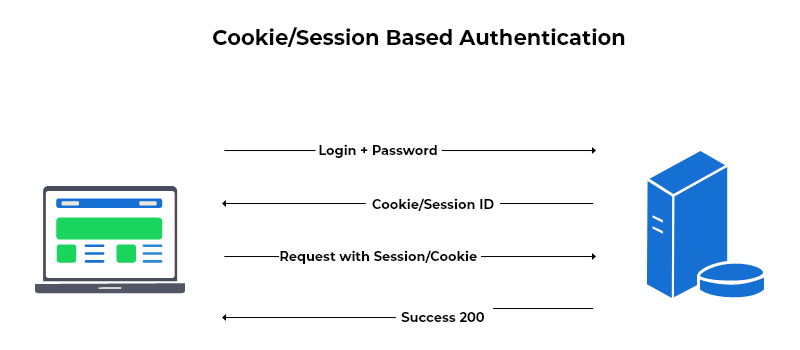 Cookie/Session Based Authentication
Login + Password
Cookie/Session ID
Request with Session/Cookie
Success 200